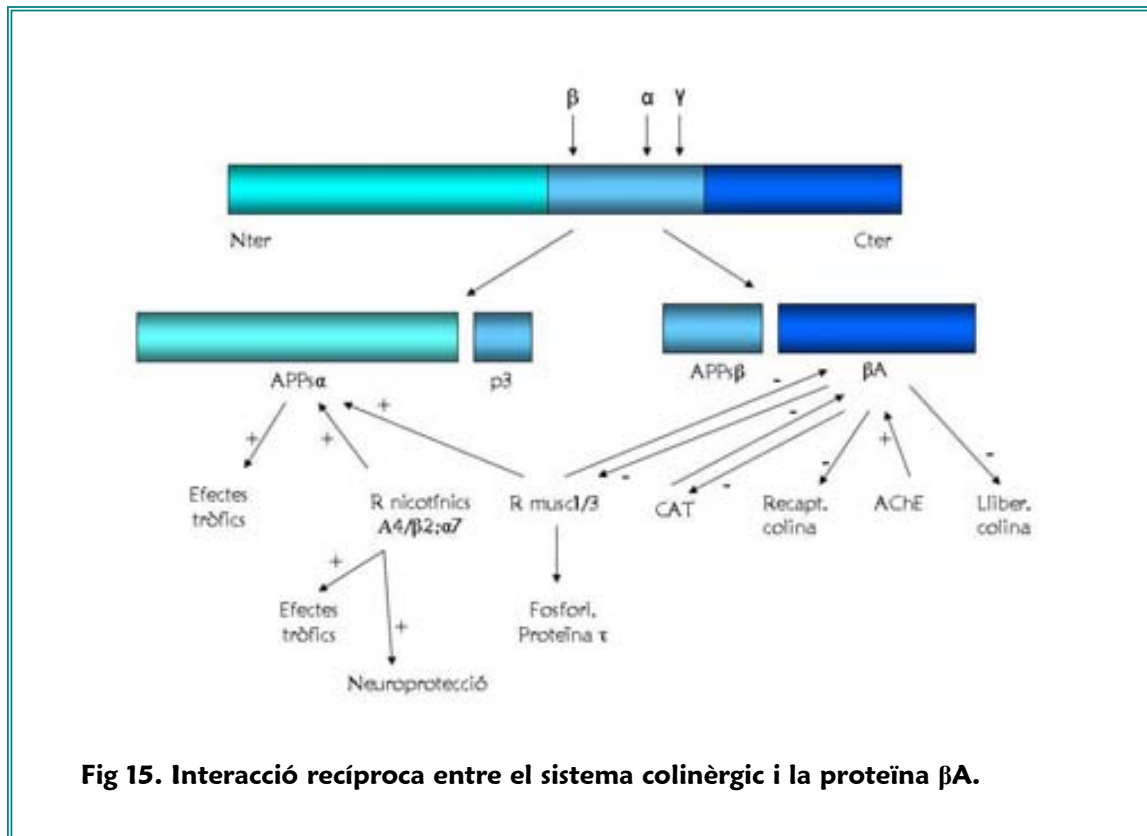 β α γ
Nter Cter
APPsα p3 APPsβ βA
- + + + - - - - + -
Efectes
tròfics
R nicotínics
A4/β2;α7
R musc1/3
CAT
Recapt.
colina
AChE
Lliber.
colina
+ +
Efectes
tròfics
Fosforl.
Proteïna τ
Neuroprotecció
Fig 15. Interacció recíproca entre el sistema colinèrgic i la proteïna βA.